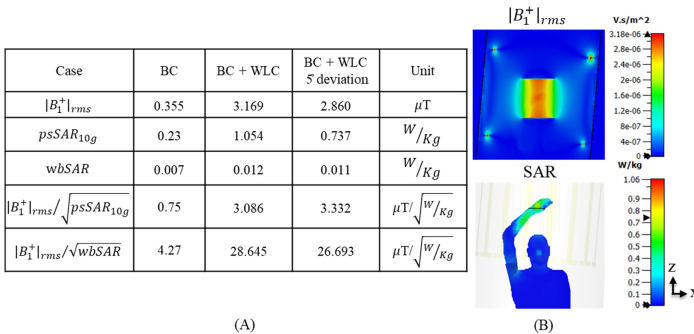 |B₁⁺|rms
V.s/m^2
3.18e-06
2.8e-06
2.4e-06
2e-06
1.6e-06
1.2e-06
8e-07
4e-07
0
Case BC BC + WLC BC + WLC 5' deviation Unit
|B₁⁺|rms 0.355 3.169 2.860 μT
psSAR10g 0.23 1.054 0.737 W/Kg
wbSAR 0.007 0.012 0.011 W/Kg
|B₁⁺|rms/√psSAR10g 0.75 3.086 3.332 μT/√W/Kg
|B₁⁺|rms/√wbSAR 4.27 28.645 26.693 μT/√W/Kg
SAR
W/kg
1.06
0.9
0.8
0.7
0.6
0.5
0.4
0.3
0.2
0.1
0
Z
(A)
(B)